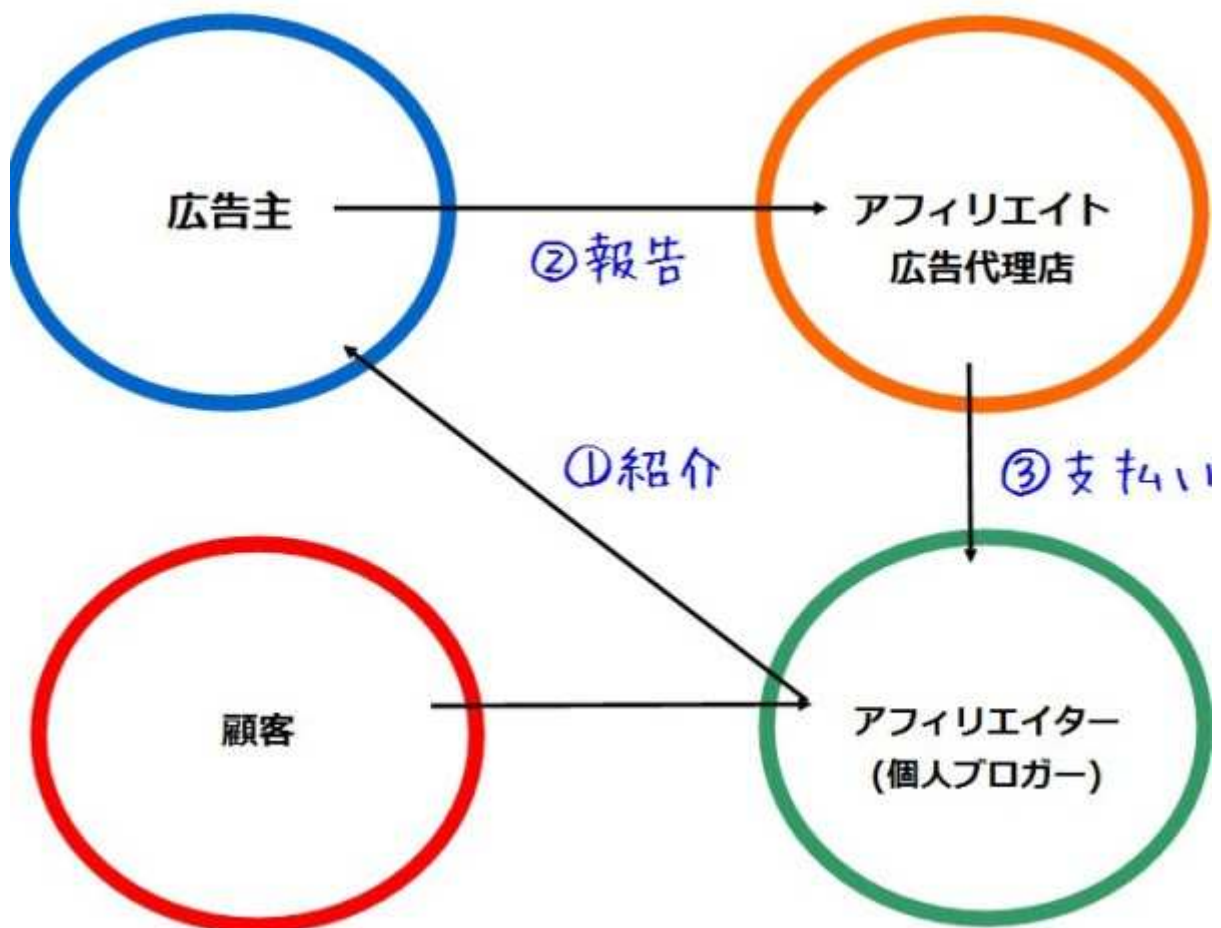 広告主
アフィリエイト
広告代理店
②報告
①紹介
③支払い
顧客
アフィリエイター
(個人ブロガー)